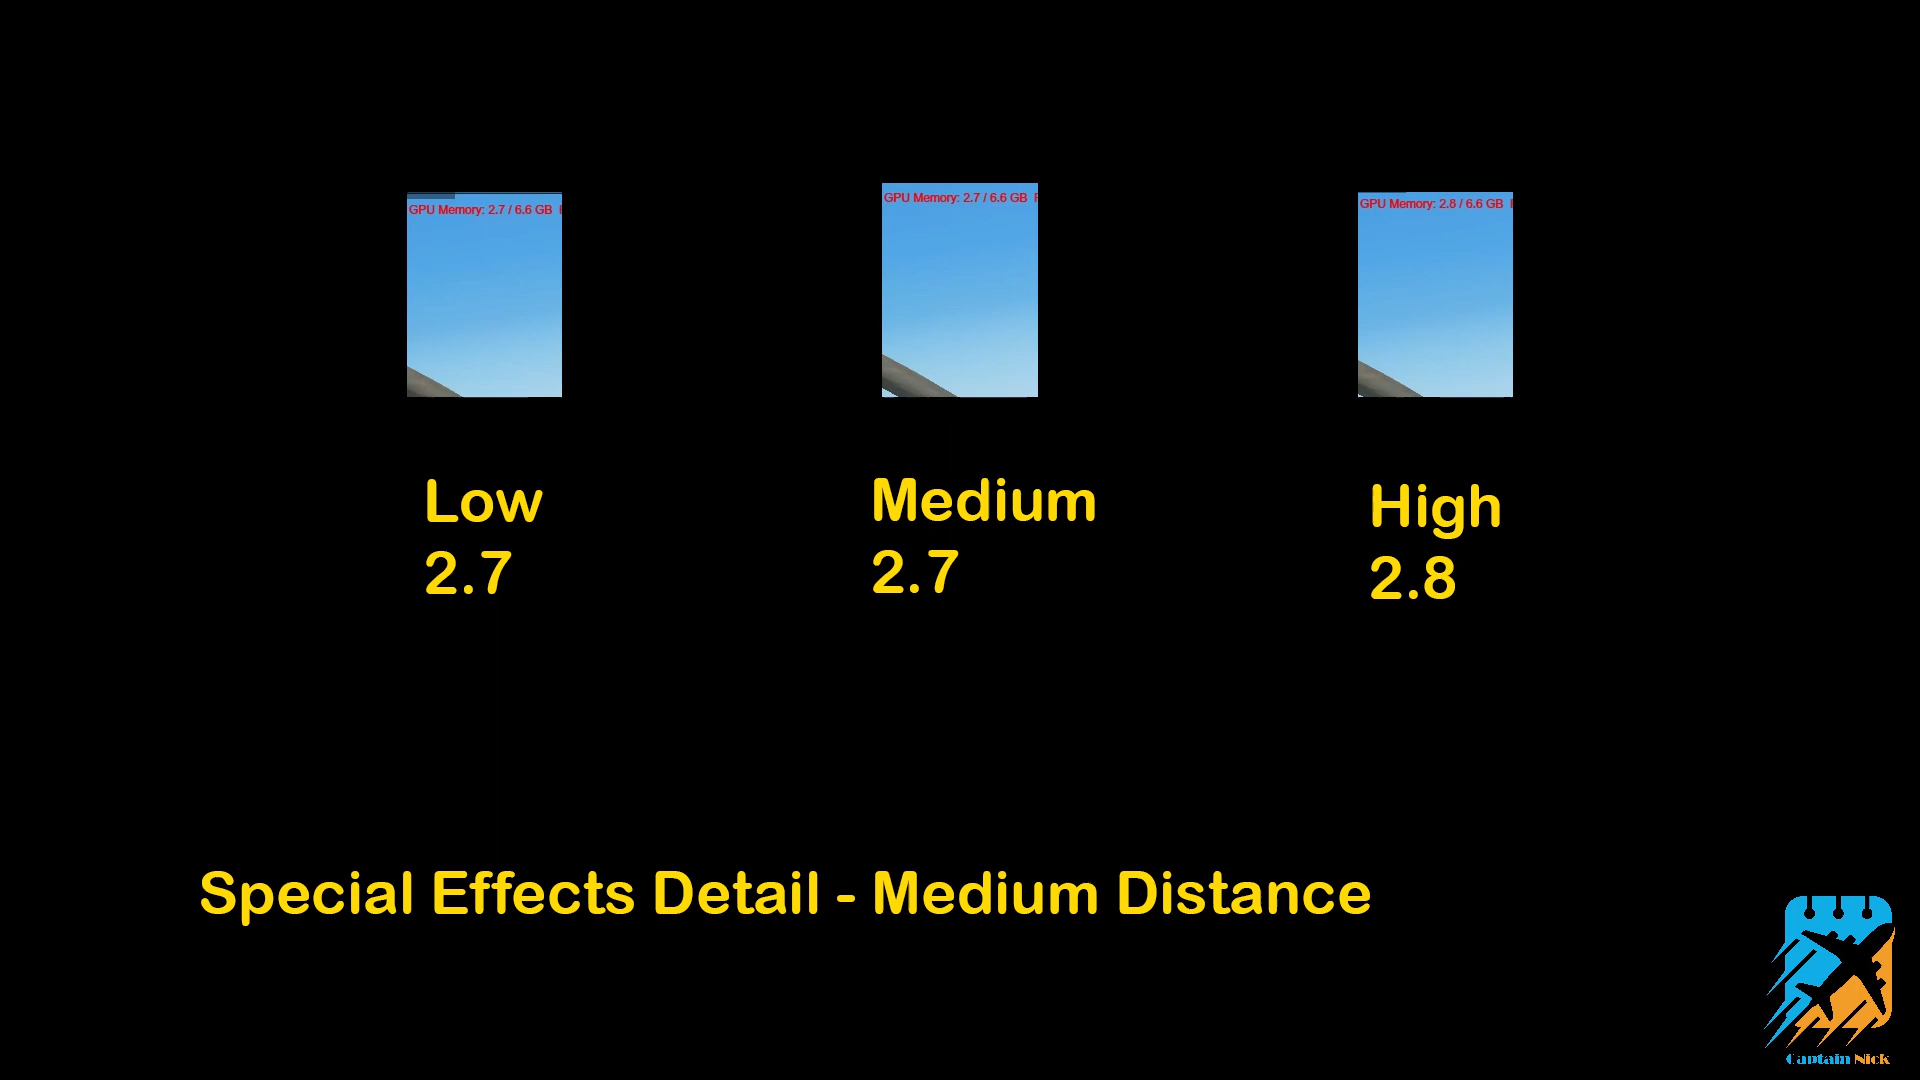 GPU Memory: 2.7 / 6.6 GB
GPU Memory: 2.7 / 6.6 GB
GPU Memory: 2.8 / 6.6 GB
Low
2.7
Medium
2.7
High
2.8
Special Effects Detail - Medium Distance
Captain Nick